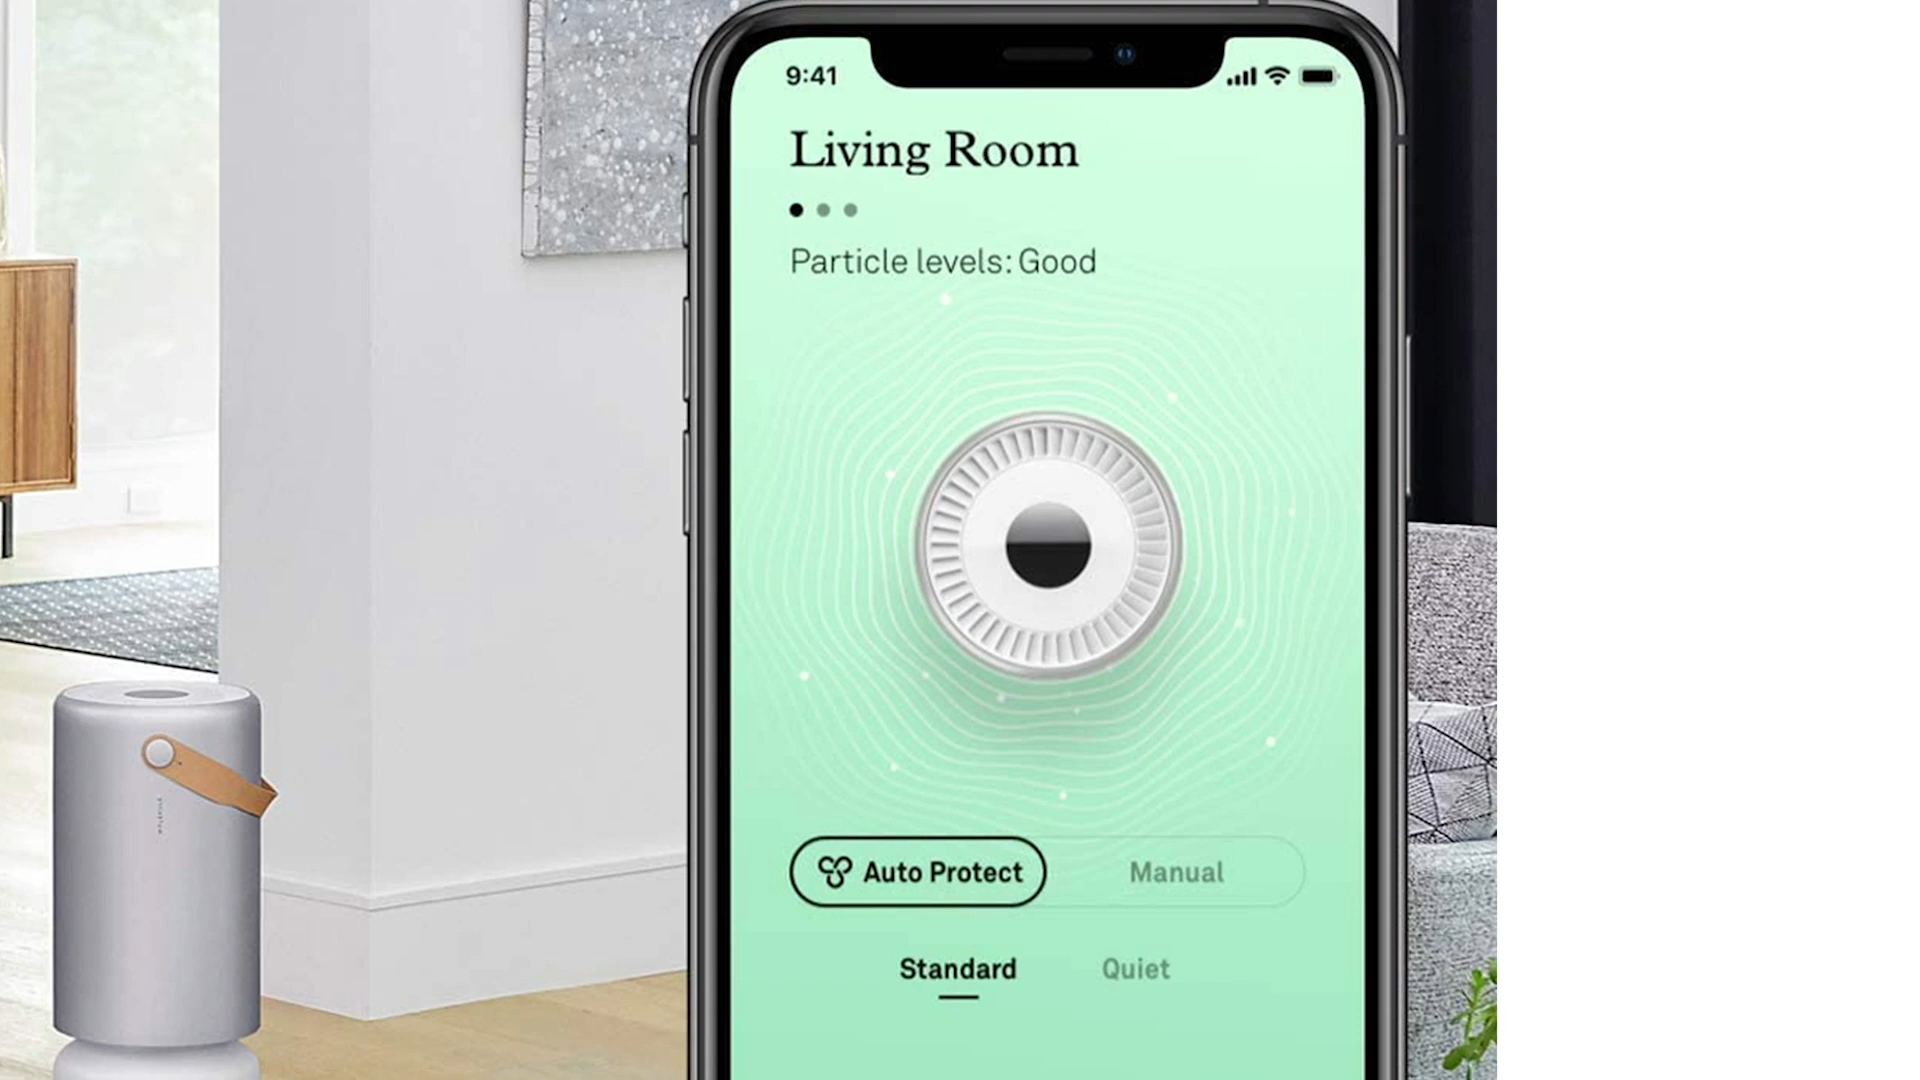 9:41
Living Room
Particle levels: Good
Auto Protect
Manual
Standard
Quiet